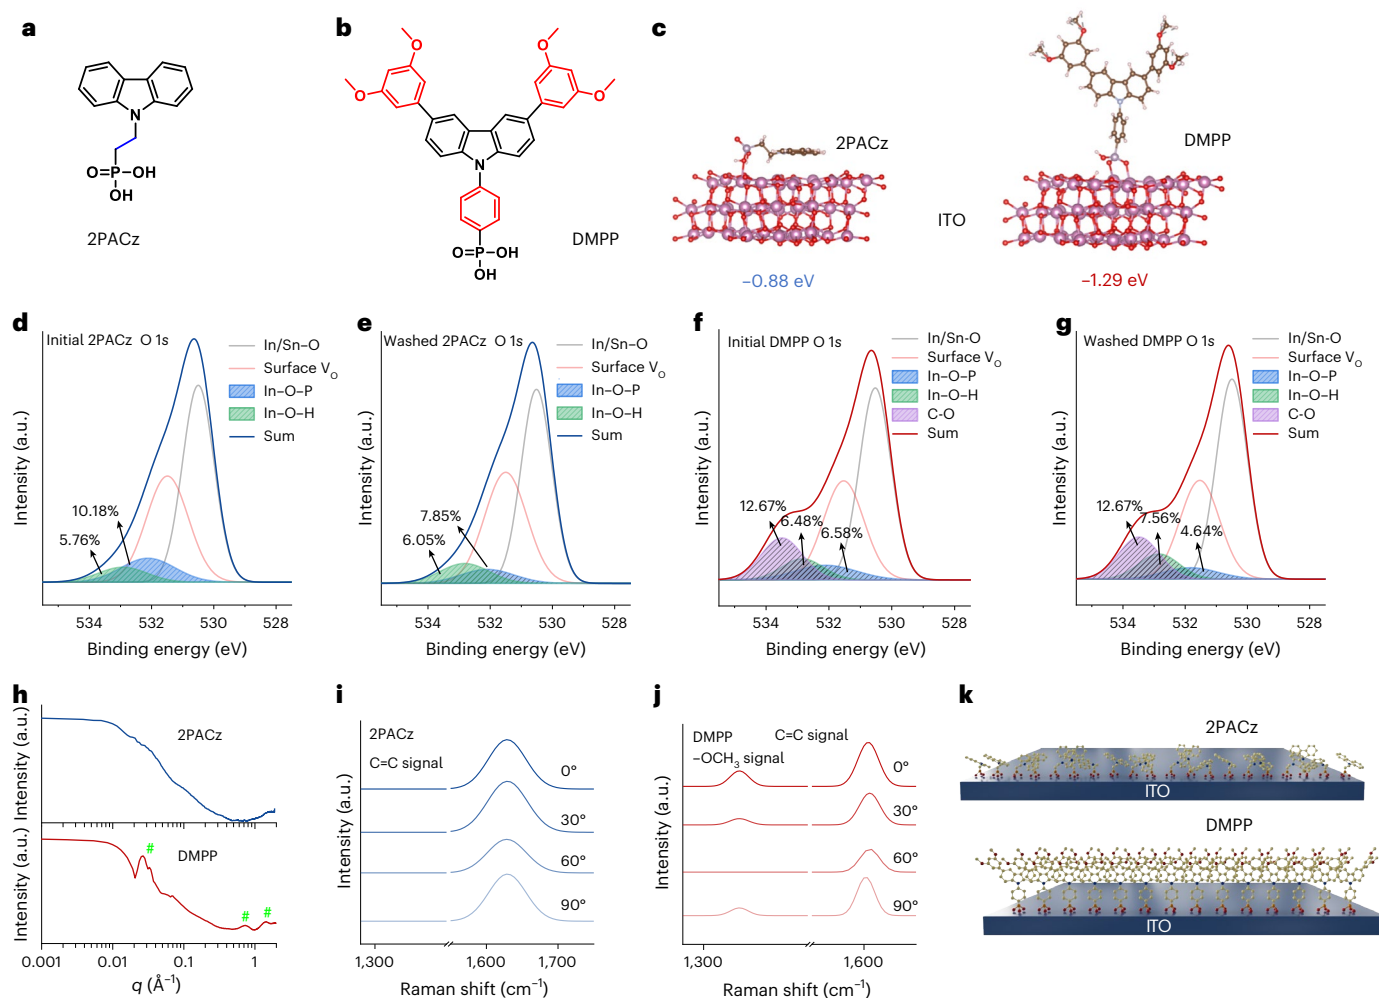 a
N
O=P–OH
OH
2PACz
b
O
O
O
O
N
O=P–OH
OH
DMPP
c
2PACz
DMPP
ITO
–0.88 eV
–1.29 eV
d
Initial 2PACz O 1s
In/Sn–O
Surface VO
In–O–P
In–O–H
Sum
10.18%
5.76%
Intensity (a.u.)
534 532 530 528
Binding energy (eV)
e
Washed 2PACz O 1s
In/Sn–O
Surface VO
In–O–P
In–O–H
Sum
7.85%
6.05%
Intensity (a.u.)
534 532 530 528
Binding energy (eV)
f
Initial DMPP O 1s
In/Sn–O
Surface VO
In–O–P
In–O–H
C-O
Sum
12.67%
6.48%
6.58%
Intensity (a.u.)
534 532 530 528
Binding energy (eV)
g
Washed DMPP O 1s
In/Sn–O
Surface VO
In–O–P
In–O–H
C-O
Sum
12.67%
7.56%
4.64%
Intensity (a.u.)
534 532 530 528
Binding energy (eV)
h
2PACz
Intensity (a.u.)
DMPP
#
# #
Intensity (a.u.)
0.001 0.01 0.1 1
q (Å–1)
i
2PACz
C=C signal
0°
30°
60°
90°
Intensity (a.u.)
1,300 1,600 1,700
Raman shift (cm–1)
j
DMPP
–OCH3 signal
C=C signal
0°
30°
60°
90°
Intensity (a.u.)
1,300 1,600
Raman shift (cm–1)
k
2PACz
ITO
DMPP
ITO